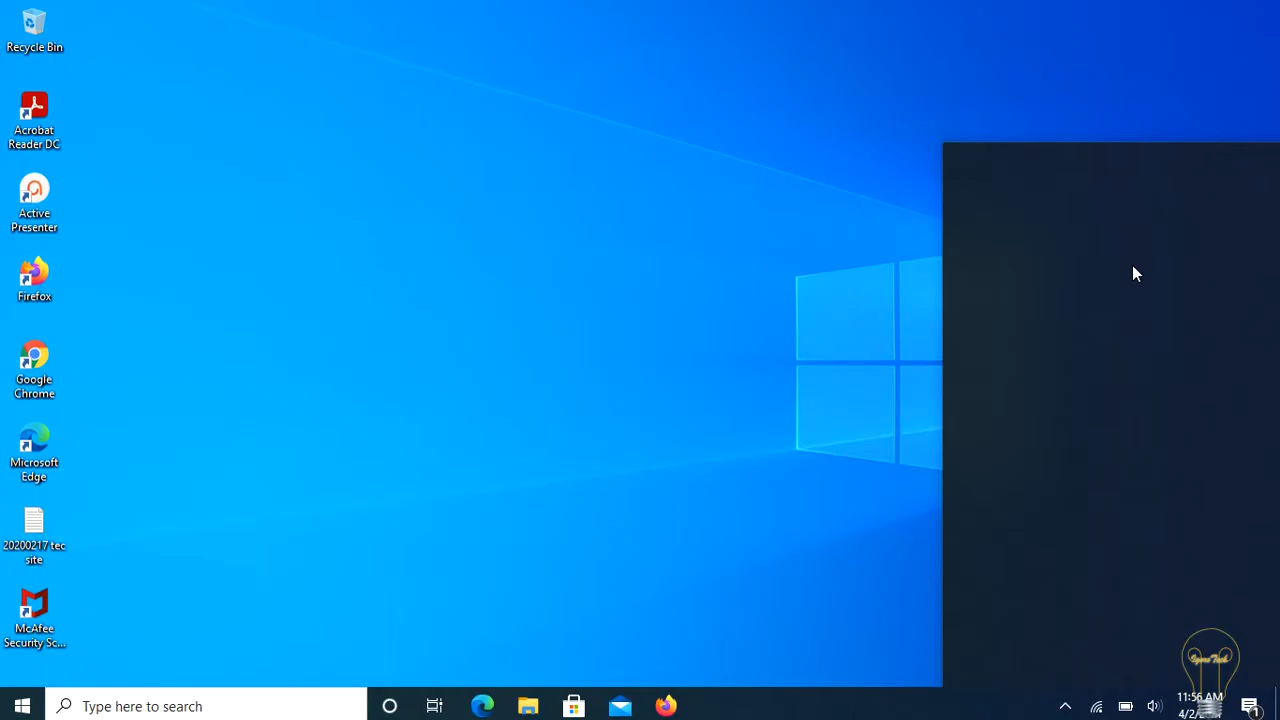 Recycle Bin
Acrobat
Reader DC
Active
Presenter
Firefox
Google
Chrome
Microsoft
Edge
20200217 tec
site
McAfee
Security Sc...
Type here to search
11:56 AM
1